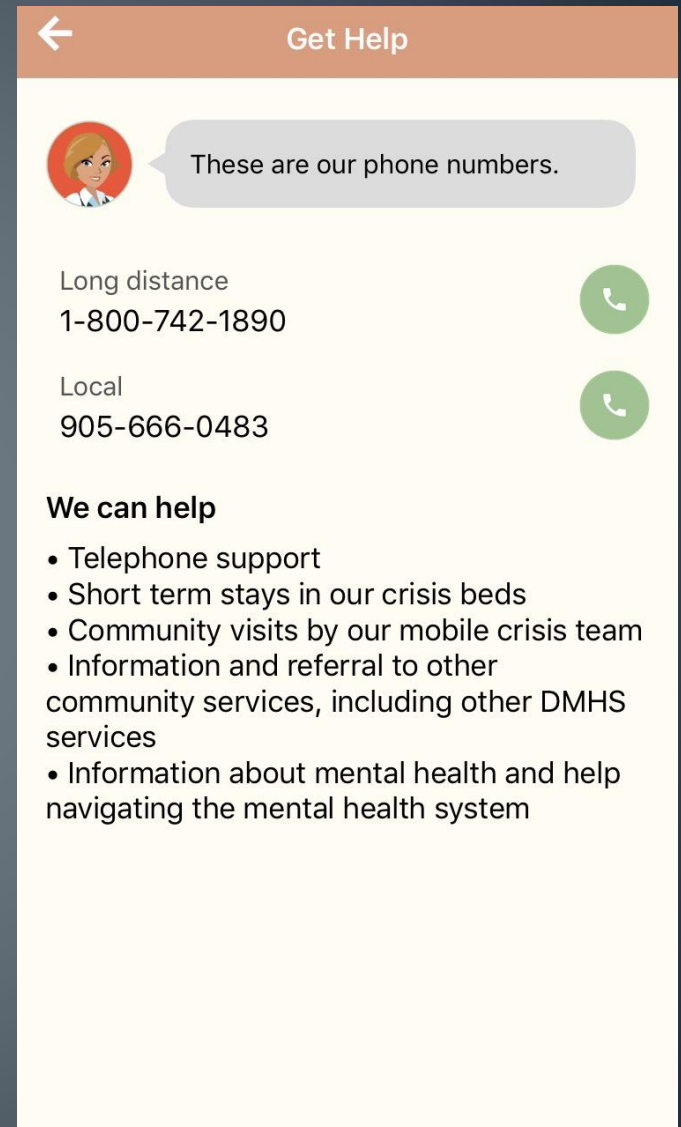 Get Help
These are our phone numbers.
Long distance
1-800-742-1890
Local
905-666-0483
We can help
• Telephone support
• Short term stays in our crisis beds
• Community visits by our mobile crisis team
• Information and referral to other
community services, including other DMHS
services
• Information about mental health and help
navigating the mental health system